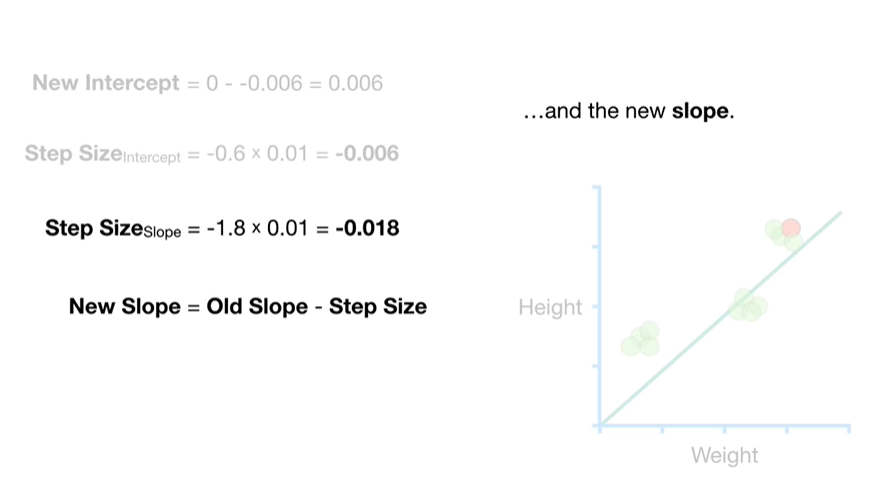 New Intercept = 0 - -0.006 = 0.006
…and the new slope.
Step SizeIntercept = -0.6 × 0.01 = -0.006
Step SizeSlope = -1.8 × 0.01 = -0.018
New Slope = Old Slope - Step Size
Height
Weight